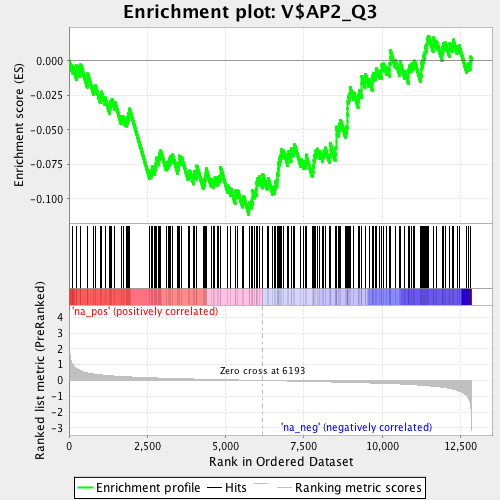 Enrichment plot: V$AP2_Q3
Enrichment score (ES)
0.000
-0.025
-0.050
-0.075
-0.100
'na_pos' (positively correlated)
Ranked list metric (PreRanked)
4
3
2
1
0
-1
-2
-3
Zero cross at 6193
'na_neg' (negatively correlated)
0
2,500
5,000
7,500
10,000
12,500
Rank in Ordered Dataset
Enrichment profile
Hits
Ranking metric scores